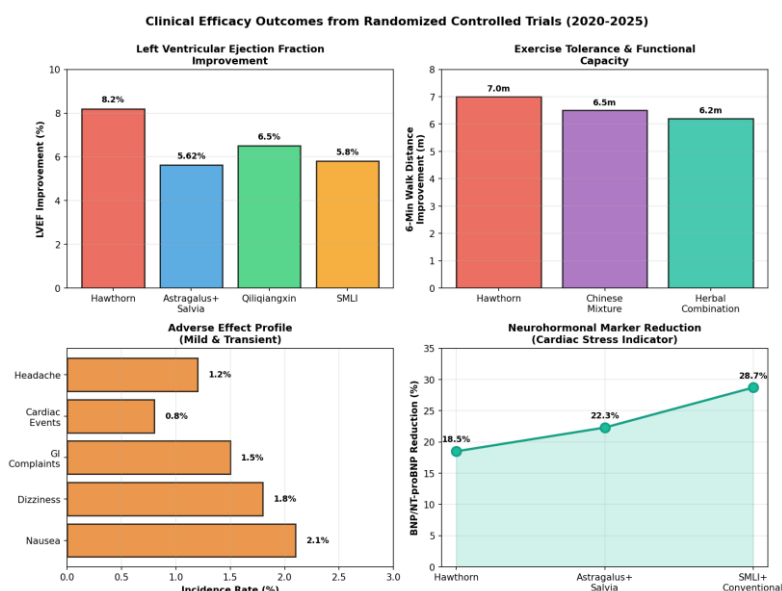 Clinical Efficacy Outcomes from Randomized Controlled Trials (2020-2025)
Left Ventricular Ejection Fraction
Improvement
LVEF Improvement (%)
10
8
6
4
2
0
8.2%
5.62%
6.5%
5.8%
Hawthorn
Astragalus+
Salvia
Qiliqiangxin
SMLI
Exercise Tolerance & Functional
Capacity
6-Min Walk Distance
Improvement (m)
8
7
6
5
4
3
2
1
0
7.0m
6.5m
6.2m
Hawthorn
Chinese
Mixture
Herbal
Combination
Adverse Effect Profile
(Mild & Transient)
Headache
1.2%
Cardiac
Events
0.8%
GI
Complaints
1.5%
Dizziness
1.8%
Nausea
2.1%
0.0
0.5
1.0
1.5
2.0
2.5
3.0
Incidence Rate (%)
Neurohormonal Marker Reduction
(Cardiac Stress Indicator)
BNP/NT-proBNP Reduction (%)
35
30
25
20
15
10
5
0
18.5%
22.3%
28.7%
Hawthorn
Astragalus+
Salvia
SMLI+
Conventional